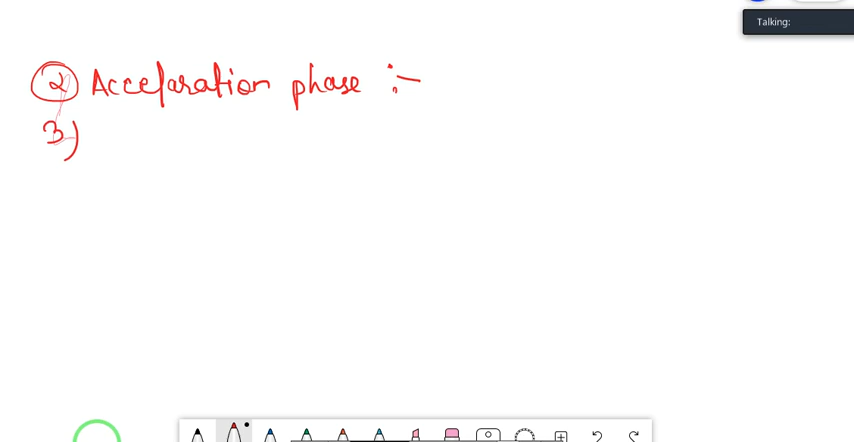 Talking:
② Accelaration phase :-
3)